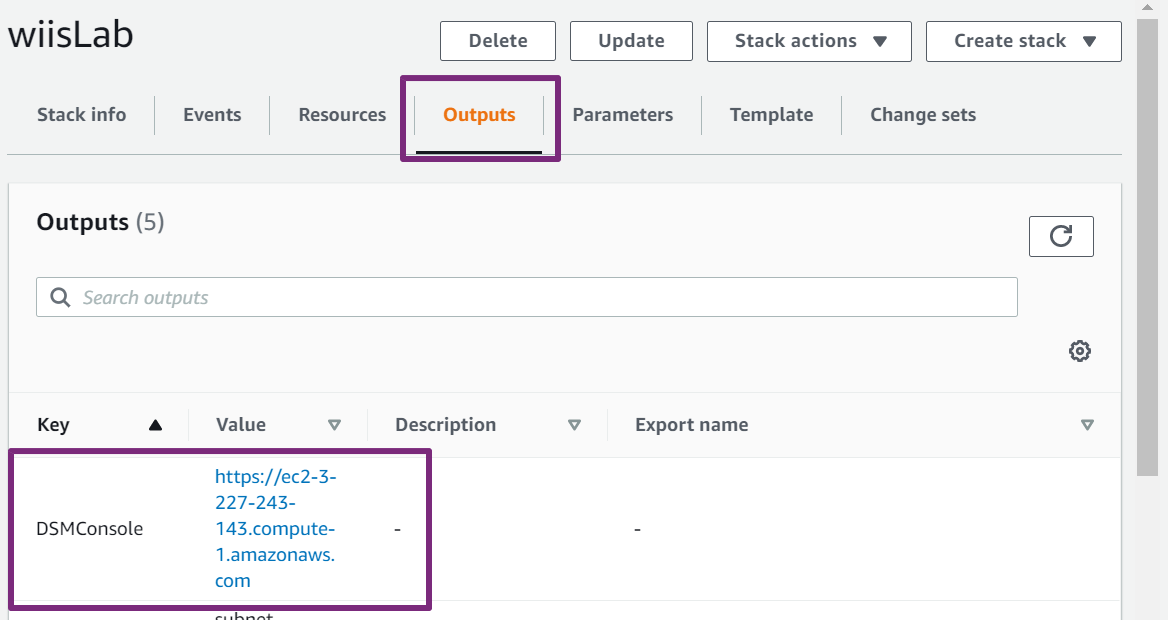 wiisLab
Delete
Update
Stack actions
Create stack
Stack info
Events
Resources
Outputs
Parameters
Template
Change sets
Outputs (5)
Search outputs
Key
Value
Description
Export name
DSMConsole
https://ec2-3-
227-243-
143.compute-
1.amazonaws.
com
-
-
subnet